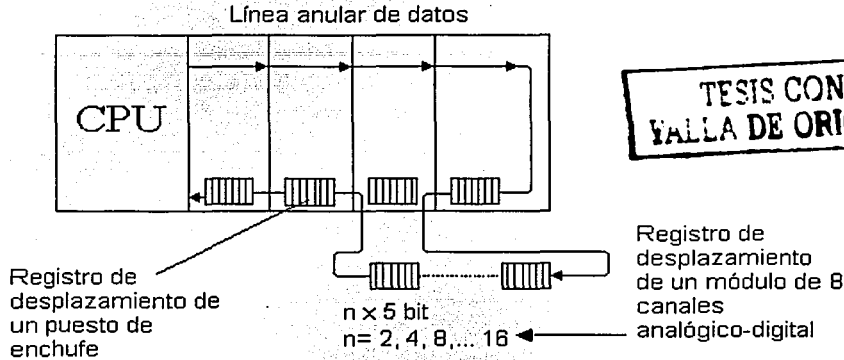 Línea anular de datos
CPU
TESIS CON
FALLA DE ORI
Registro de
desplazamiento de
un puesto de
enchufe
n x 5 bit
n= 2, 4, 8,... 16
Registro de
desplazamiento
de un módulo de 8
canales
analógico-digital